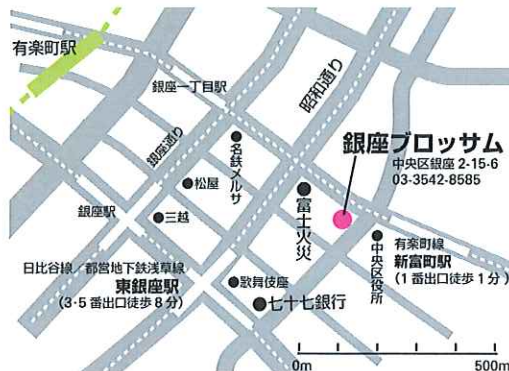 有楽町駅
銀座一丁目駅
昭和通り
銀座通り
名鉄メルサ
銀座ブロッサム
中央区銀座 2-15-6
03-3542-8585
松屋
富士火災
銀座駅
三越
中央区役所
有楽町線
新富町駅
(1番出口徒歩1分)
日比谷線/都営地下鉄浅草線
東銀座駅
(3・5番出口徒歩8分)
歌舞伎座
七十七銀行
0m
500m